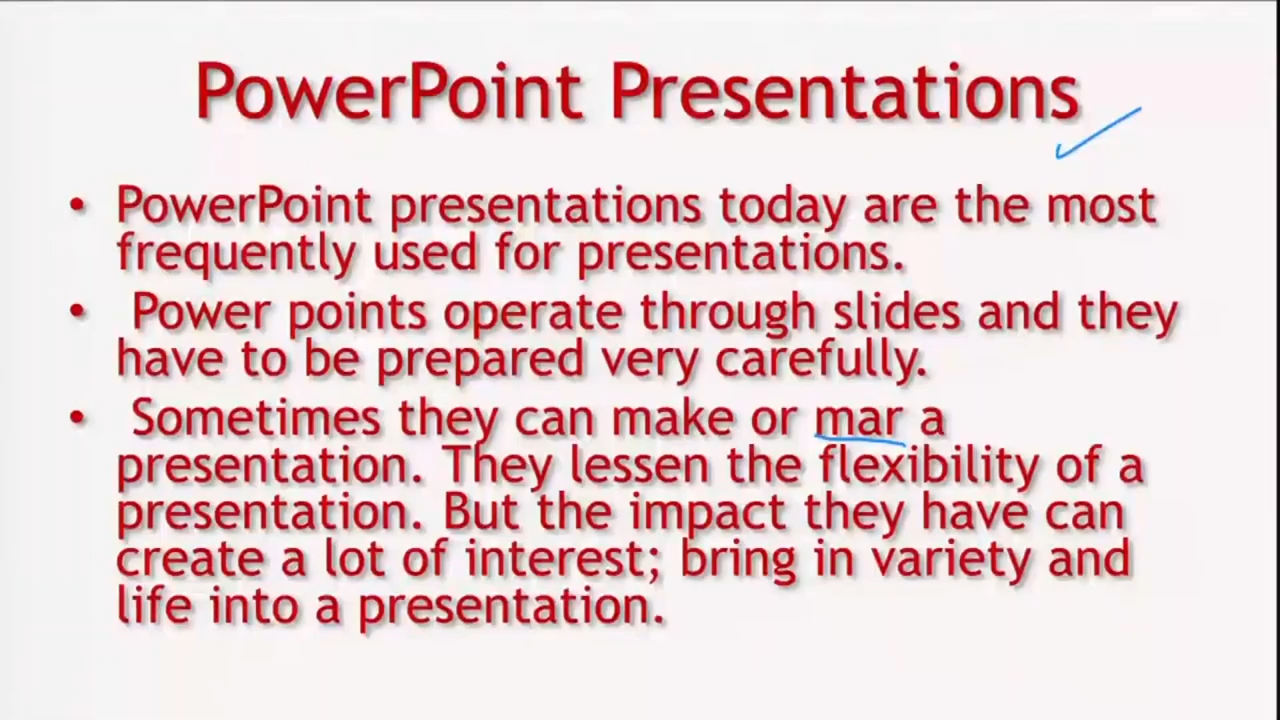 PowerPoint Presentations
• PowerPoint presentations today are the most
frequently used for presentations.
• Power points operate through slides and they
have to be prepared very carefully.
• Sometimes they can make or mar a
presentation. They lessen the flexibility of a
presentation. But the impact they have can
create a lot of interest; bring in variety and
life into a presentation.